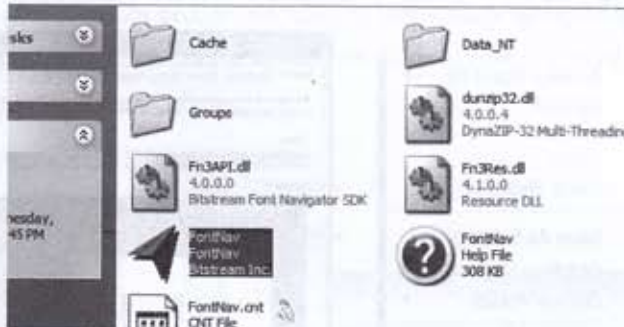 sks
Cache
Data_NT
Groups
dunzip32.dll
4.0.0.4
DynaZIP-32 Multi-Threading
Fn3API.dll
4.0.0.0
Bitstream Font Navigator SDK
Fn3Res.dll
4.1.0.0
Resource DLL
nesday,
45 PM
FontNav
FontNav
Bitstream Inc.
FontNav
Help File
308 KB
FontNav.cnt
CNT File